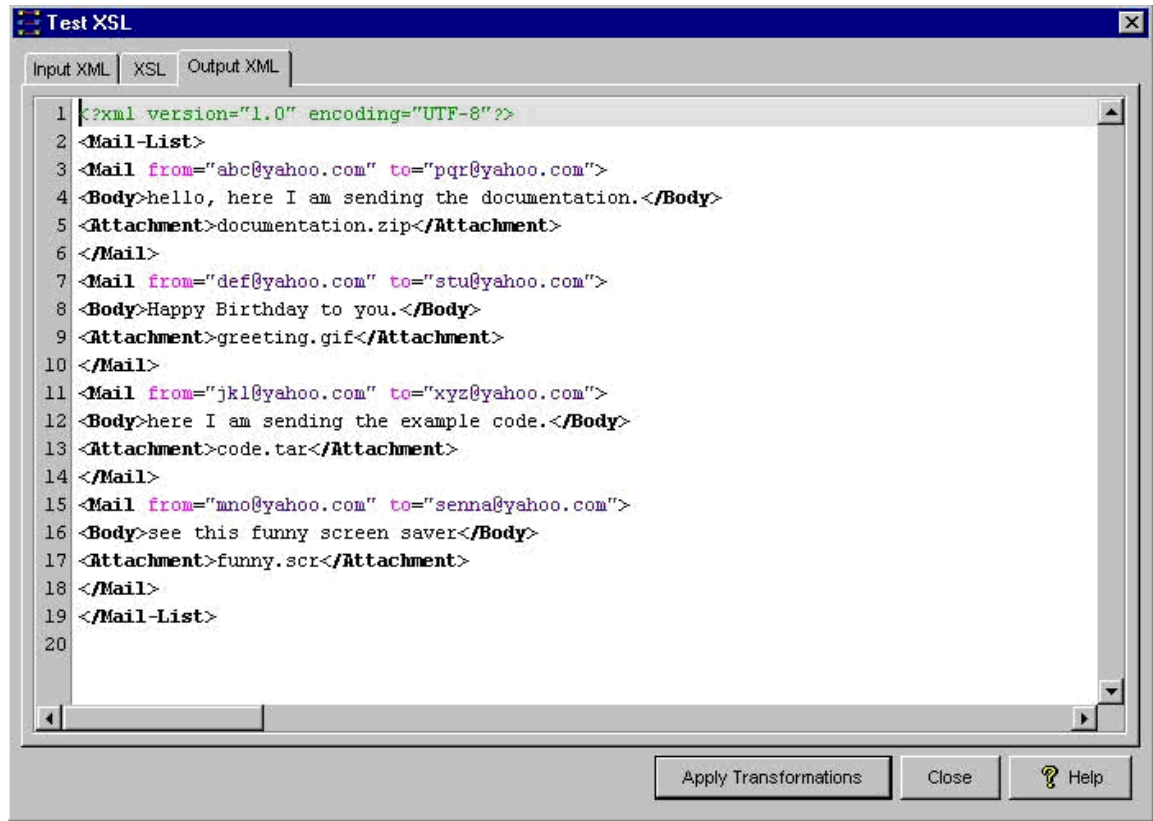 Test XSL
Input XML XSL Output XML
1 <?xml version="1.0" encoding="UTF-8"?>
2 <Mail-List>
3 <Mail from="abc@yahoo.com" to="pqr@yahoo.com">
4 <Body>hello, here I am sending the documentation.</Body>
5 <Attachment>documentation.zip</Attachment>
6 </Mail>
7 <Mail from="def@yahoo.com" to="stu@yahoo.com">
8 <Body>Happy Birthday to you.</Body>
9 <Attachment>greeting.gif</Attachment>
10 </Mail>
11 <Mail from="jkl@yahoo.com" to="xyz@yahoo.com">
12 <Body>here I am sending the example code.</Body>
13 <Attachment>code.tar</Attachment>
14 </Mail>
15 <Mail from="mno@yahoo.com" to="senna@yahoo.com">
16 <Body>see this funny screen saver</Body>
17 <Attachment>funny.scr</Attachment>
18 </Mail>
19 </Mail-List>
20
Apply Transformations Close ? Help